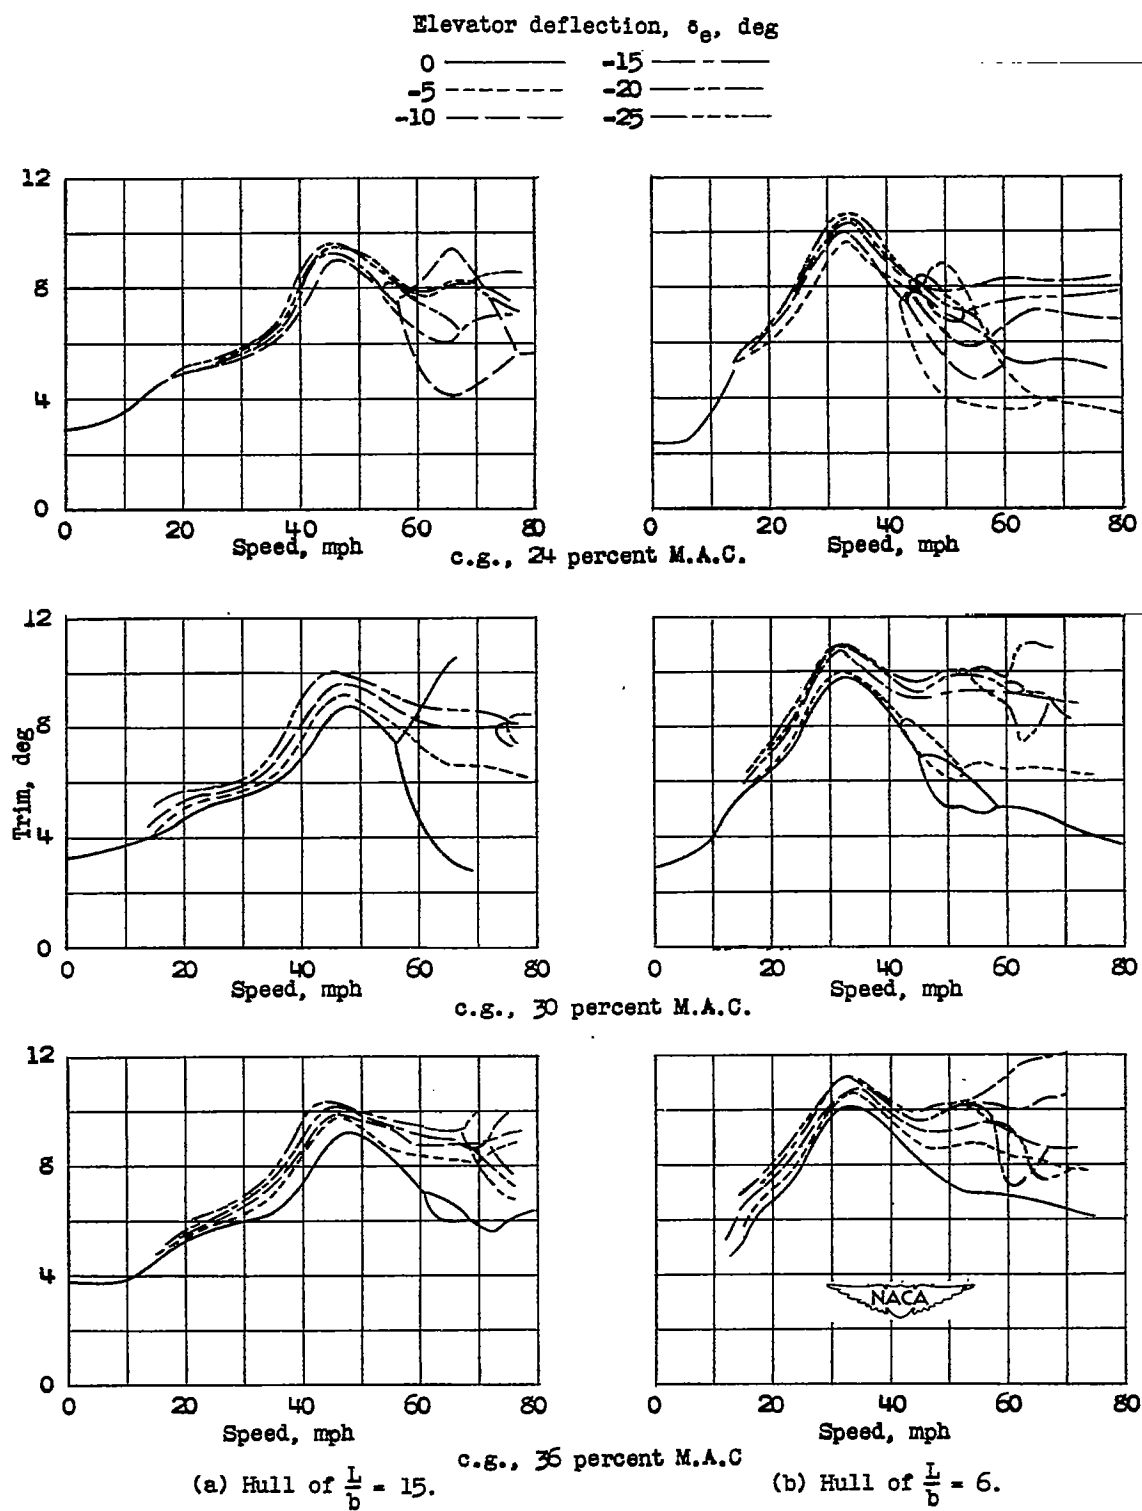 Elevator deflection, δe, deg
0 -15
-5 -20
-10 -25
12
8
4
0
0 20 40 60 80
Speed, mph
0 20 40 60 80
Speed, mph
c.g., 24 percent M.A.C.
12
8
4
0
Trim, deg
0 20 40 60 80
Speed, mph
0 20 40 60 80
Speed, mph
c.g., 30 percent M.A.C.
12
8
4
0
NACA
0 20 40 60 80
Speed, mph
0 20 40 60 80
Speed, mph
c.g., 36 percent M.A.C
(a) Hull of L/b = 15.
(b) Hull of L/b = 6.